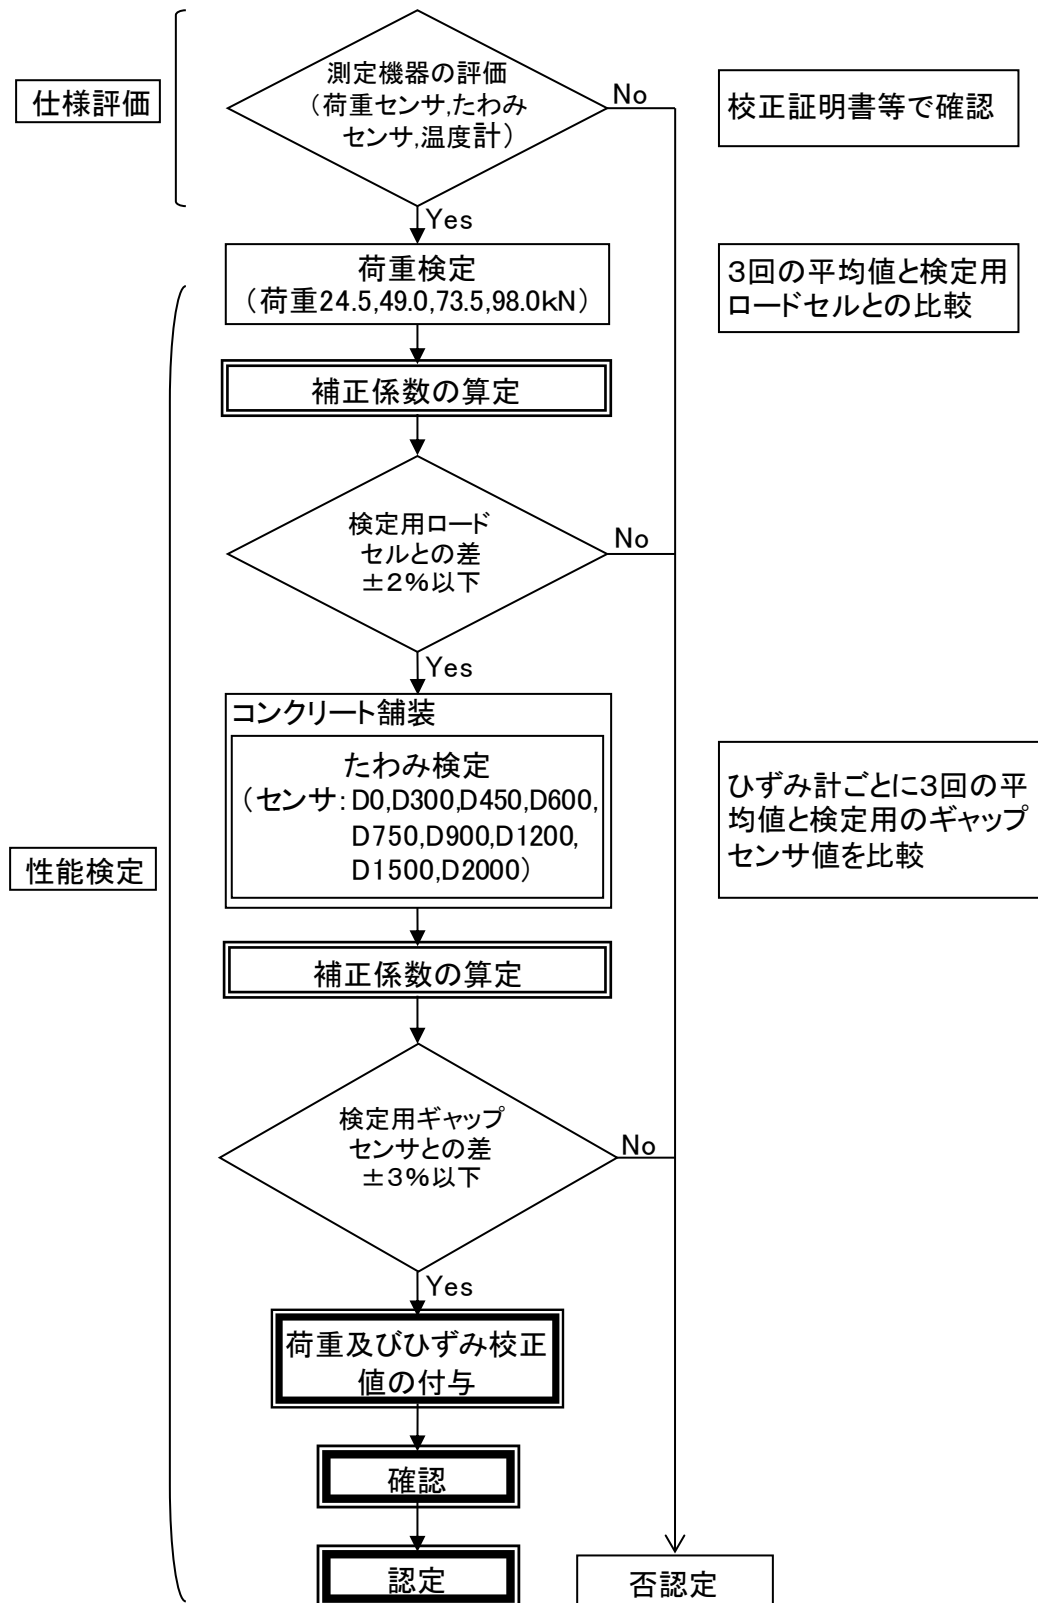 仕様評価
測定機器の評価
（荷重センサ,たわみ
センサ,温度計）
No
校正証明書等で確認
Yes
荷重検定
（荷重24.5,49.0,73.5,98.0kN）
3回の平均値と検定用
ロードセルとの比較
補正係数の算定
検定用ロード
セルとの差
±2%以下
No
Yes
コンクリート舗装
たわみ検定
（センサ：D0,D300,D450,D600,
D750,D900,D1200,
D1500,D2000）
ひずみ計ごとに3回の平
均値と検定用のギャップ
センサ値を比較
性能検定
補正係数の算定
検定用ギャップ
センサとの差
±3%以下
No
Yes
荷重及びひずみ校正
値の付与
確認
認定
否認定